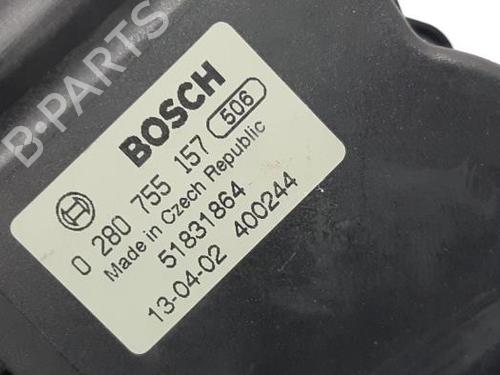 B-PARTS
BOSCH
0 280 755 157 506
Made in Czech Republic
51831864
13-04-02 400244